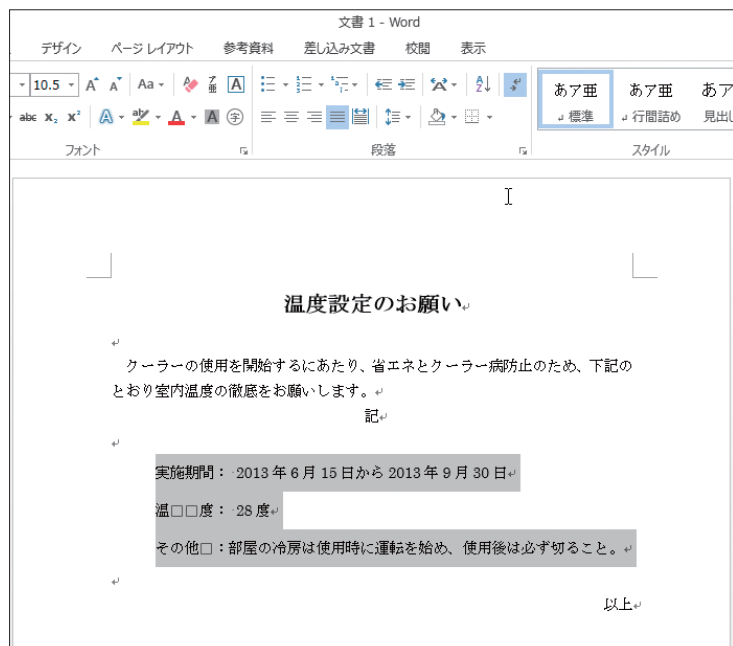 文書 1 - Word
デザイン ページ レイアウト 参考資料 差し込み文書 校閲 表示
10.5 A A Aa ア亜 A あア亜 あア亜 あア
abc x₂ x² A aby A A 字 標準 行間詰め 見出し
フォント 段落 スタイル
温度設定のお願い
クーラーの使用を開始するにあたり、省エネとクーラー病防止のため、下記の
とおり室内温度の徹底をお願いします。
記
実施期間： 2013 年 6 月 15 日から 2013 年 9 月 30 日
温□□度： 28 度
その他□：部屋の冷房は使用時に運転を始め、使用後は必ず切ること。
以上